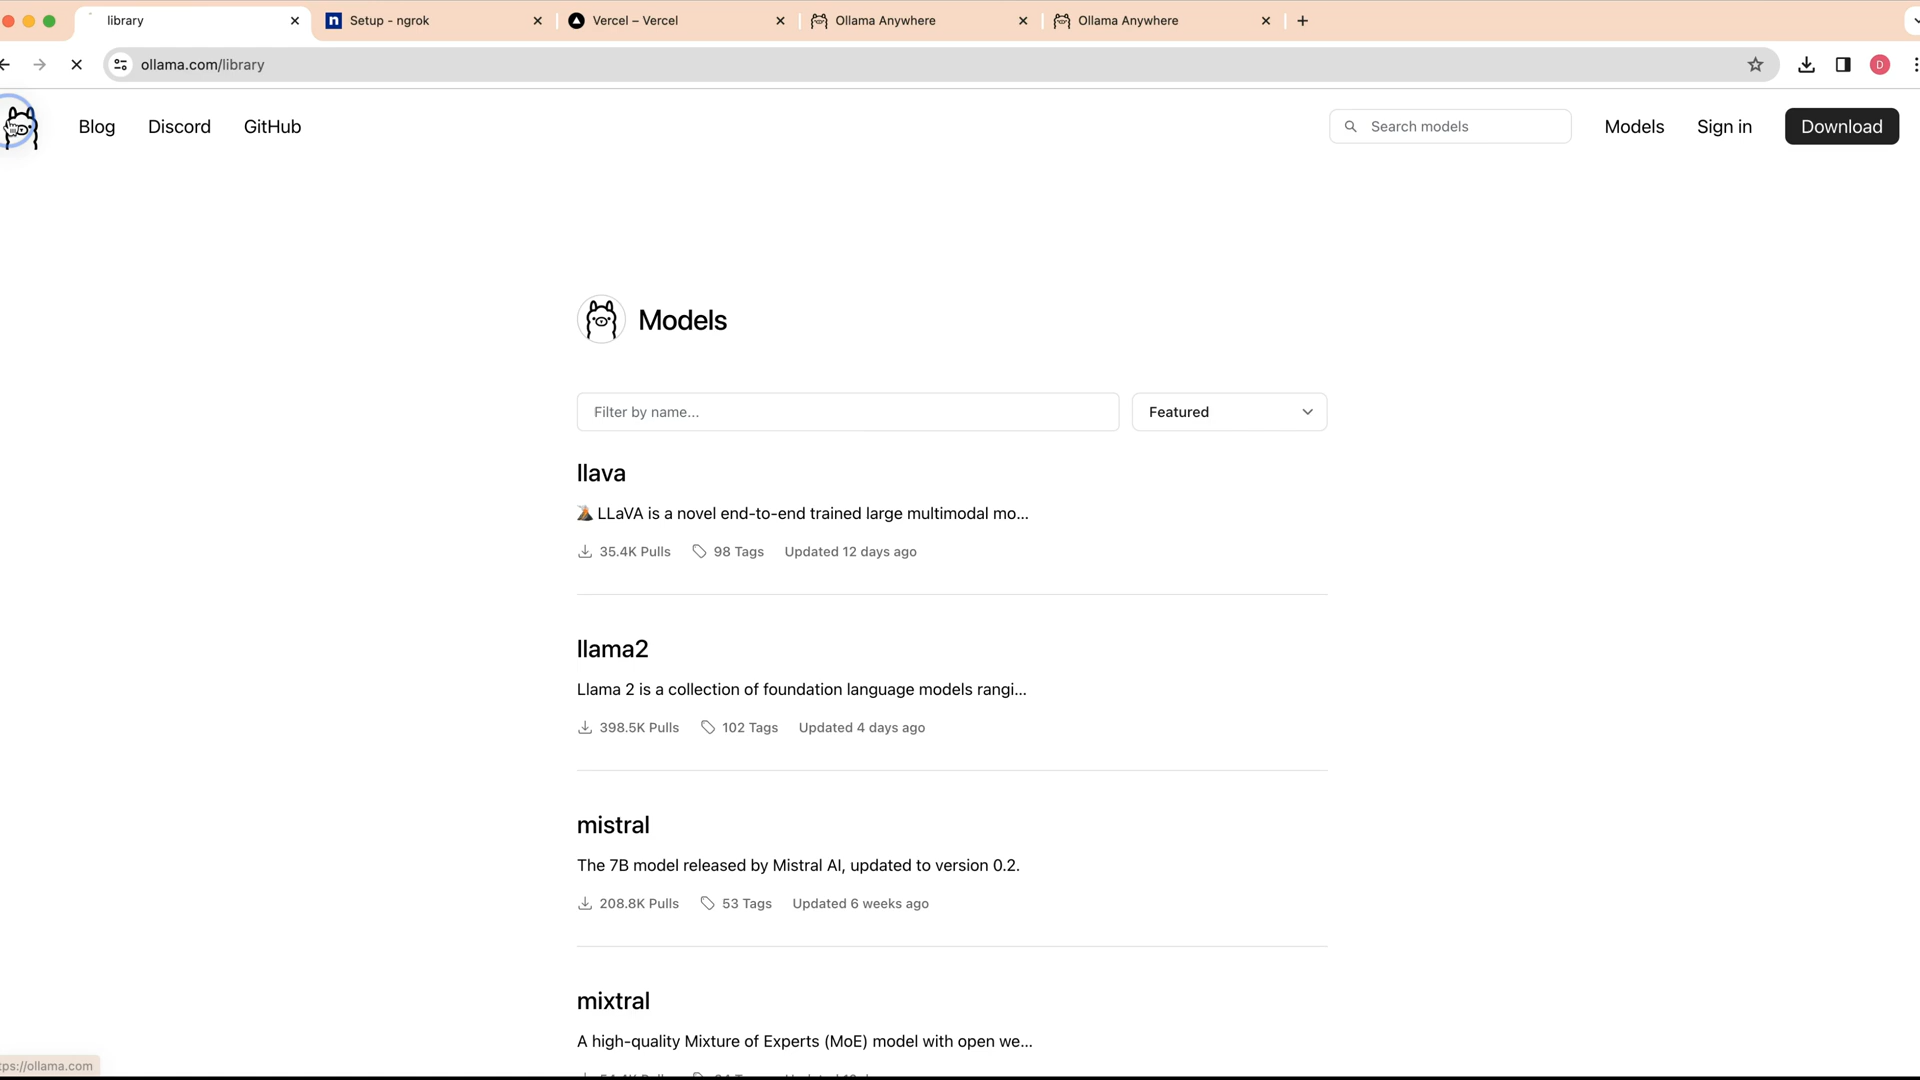 library
Setup - ngrok
Vercel – Vercel
Ollama Anywhere
Ollama Anywhere
ollama.com/library
D
Blog
Discord
GitHub
Search models
Models
Sign in
Download
Models
Filter by name...
Featured
llava
🌋 LLaVA is a novel end-to-end trained large multimodal mo...
35.4K Pulls 98 Tags Updated 12 days ago
llama2
Llama 2 is a collection of foundation language models rangi...
398.5K Pulls 102 Tags Updated 4 days ago
mistral
The 7B model released by Mistral AI, updated to version 0.2.
208.8K Pulls 53 Tags Updated 6 weeks ago
mixtral
A high-quality Mixture of Experts (MoE) model with open we...
tps://ollama.com